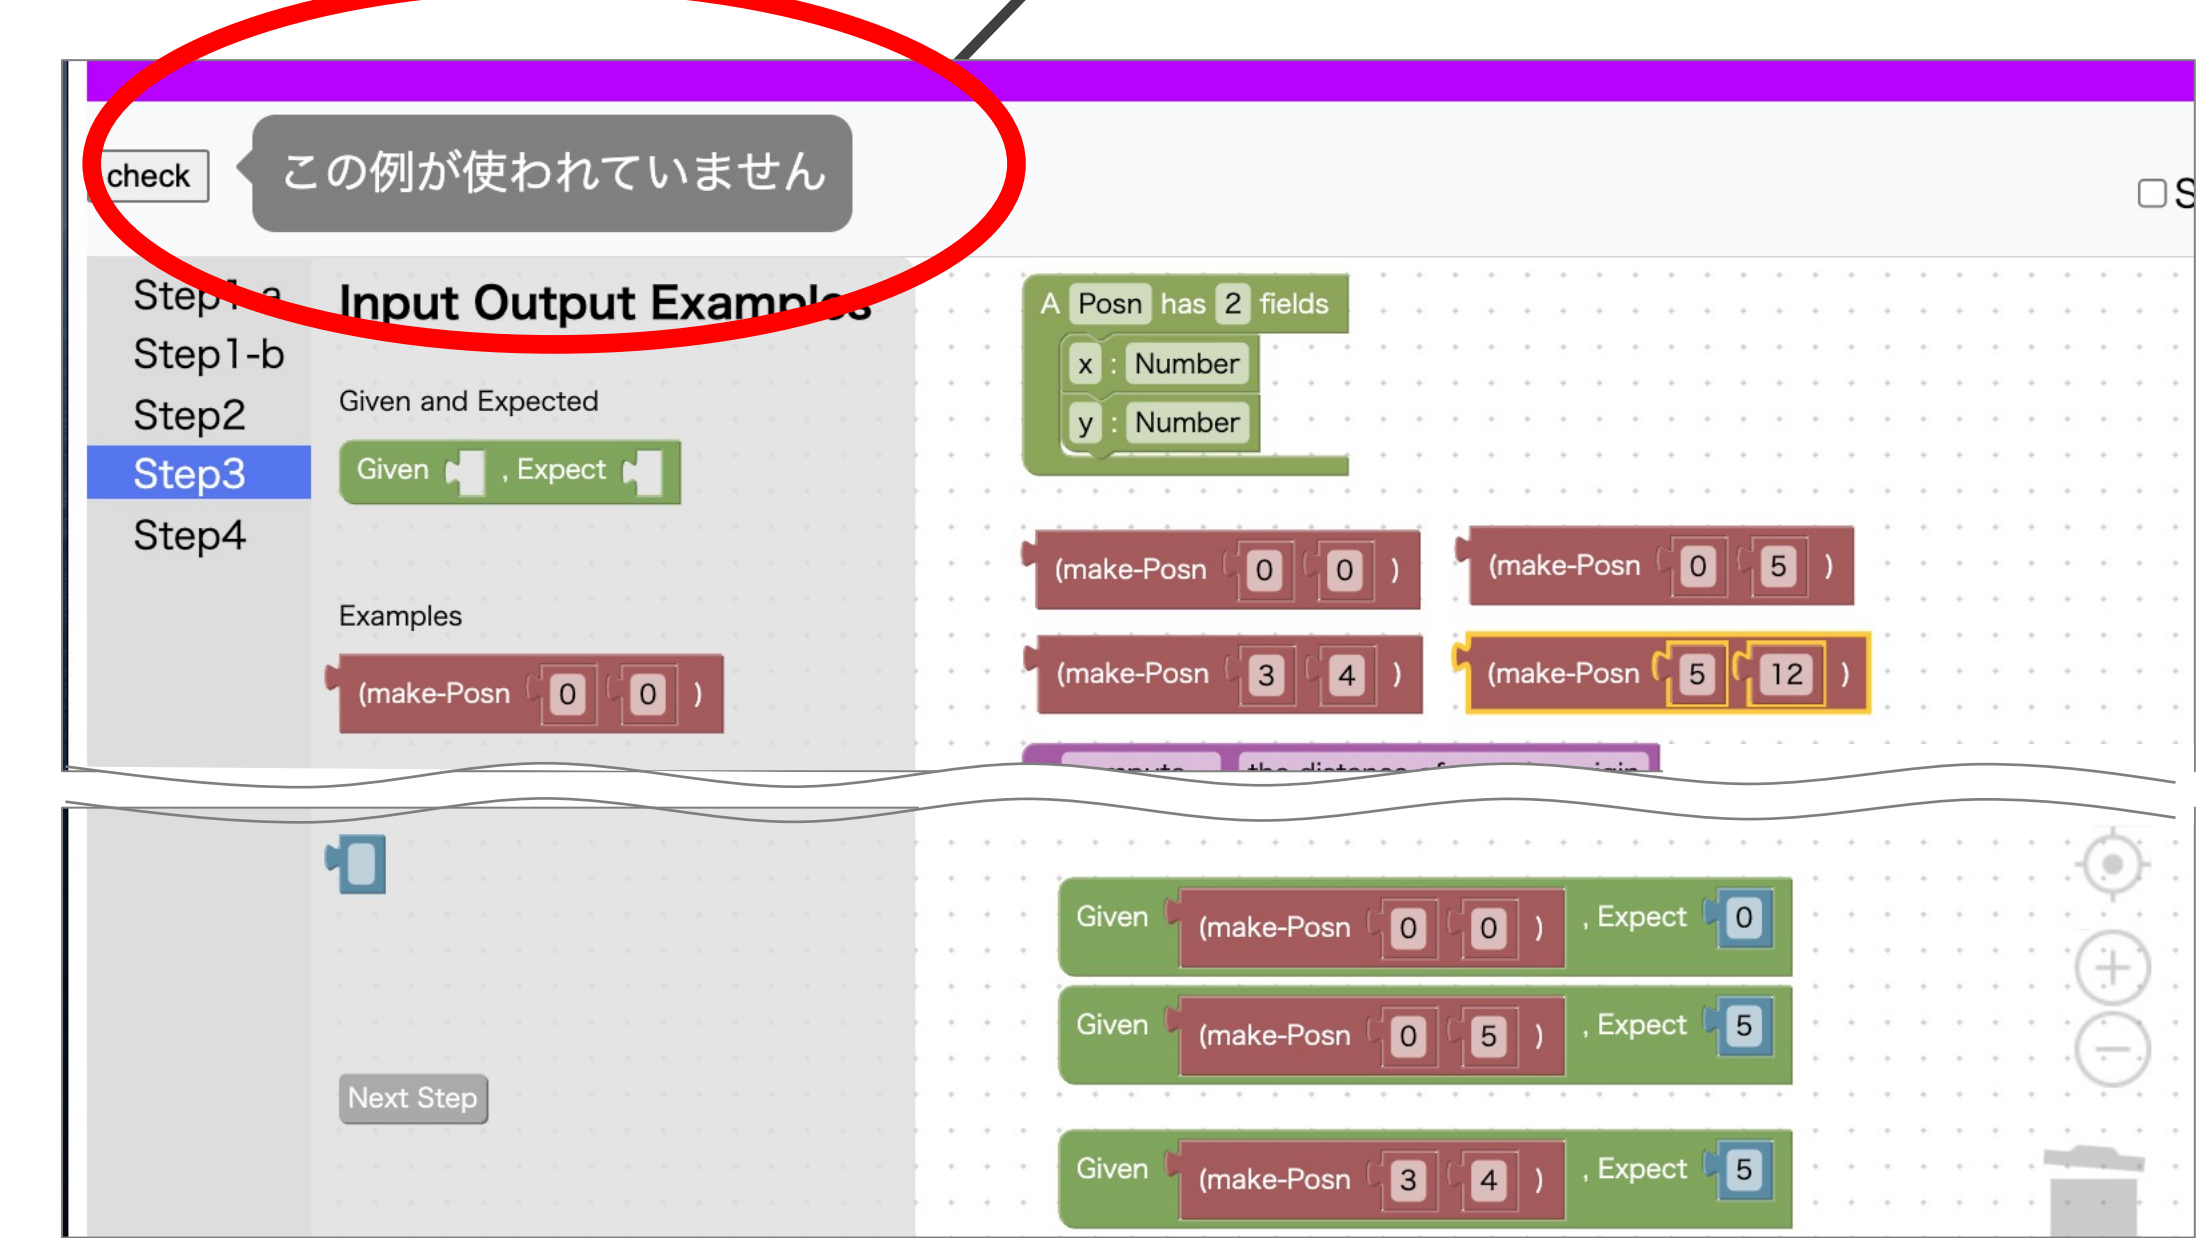 check
この例が使われていません
S
Step1-a
Step1-b
Step2
Step3
Step4
Input Output Examples
Given and Expected
Given , Expect
Examples
(make-Posn 0 0 )
A Posn has 2 fields
x : Number
y : Number
(make-Posn 0 0 )
(make-Posn 0 5 )
(make-Posn 3 4 )
(make-Posn 5 12 )
the distance
Next Step
Given (make-Posn 0 0 ) , Expect 0
Given (make-Posn 0 5 ) , Expect 5
Given (make-Posn 3 4 ) , Expect 5